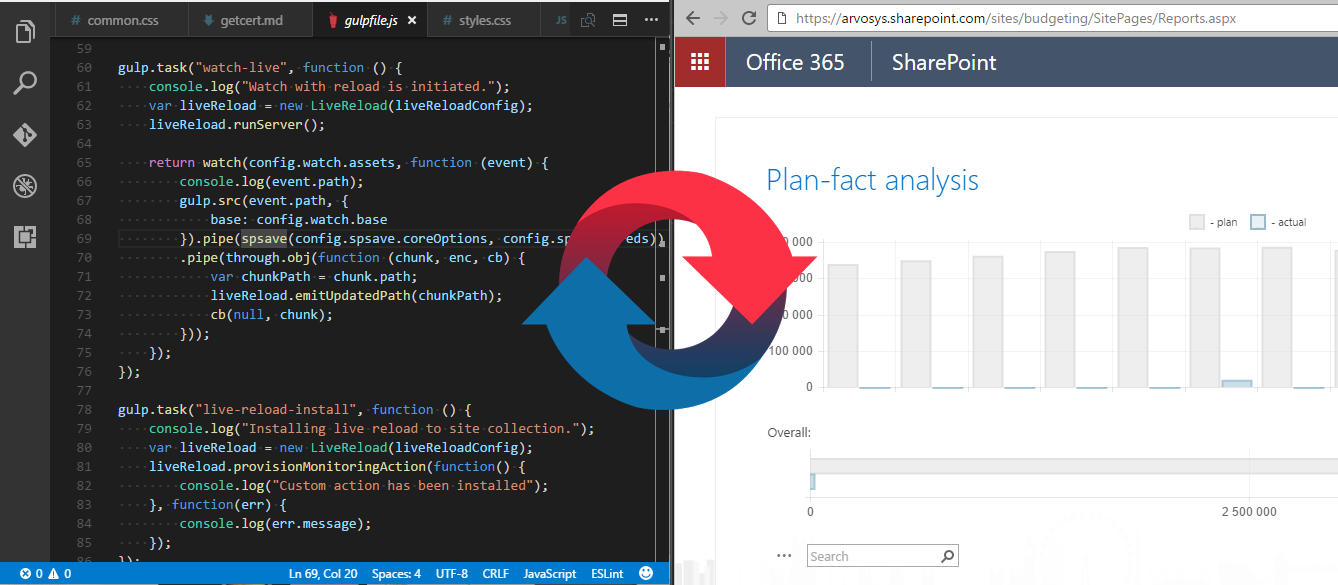 common.css
getcert.md
gulpfile.js
styles.css
JS
59
60 gulp.task("watch-live", function () {
61 console.log("Watch with reload is initiated.");
62 var liveReload = new LiveReload(liveReloadConfig);
63 liveReload.runServer();
64
65 return watch(config.watch.assets, function (event) {
66 console.log(event.path);
67 gulp.src(event.path, {
68 base: config.watch.base
69 }).pipe(spsave(config.spsave.coreOptions, config.sp eds))
70 .pipe(through.obj(function (chunk, enc, cb) {
71 var chunkPath = chunk.path;
72 liveReload.emitUpdatedPath(chunkPath);
73 cb(null, chunk);
74 }));
75 });
76 });
77
78 gulp.task("live-reload-install", function () {
79 console.log("Installing live reload to site collection.");
80 var liveReload = new LiveReload(liveReloadConfig);
81 liveReload.provisionMonitoringAction(function() {
82 console.log("Custom action has been installed");
83 }, function(err) {
84 console.log(err.message);
85 });
86 });
0 0
Ln 69, Col 20 Spaces: 4 UTF-8 CRLF JavaScript ESLint
https://arvosys.sharepoint.com/sites/budgeting/SitePages/Reports.aspx
Office 365 SharePoint
Plan-fact analysis
- plan - actual
000
000
000
100 000
0
Overall:
0 2 500 000
Search